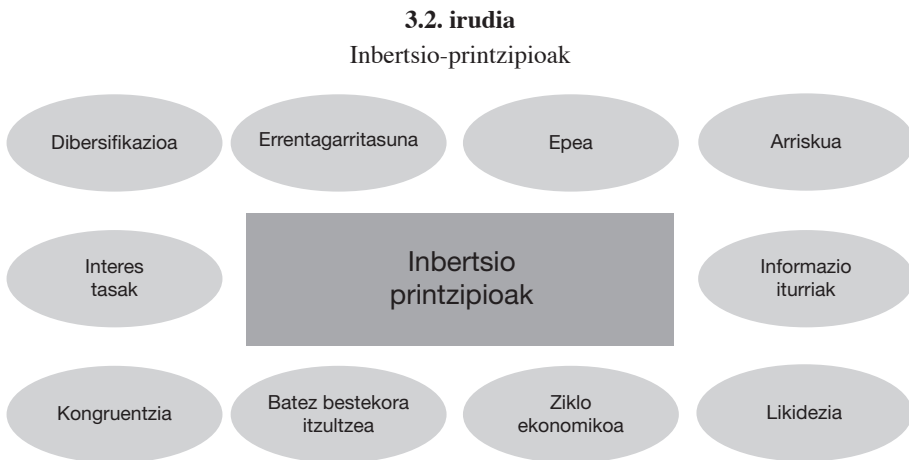 3.2. irudia
Inbertsio-printzipioak
Dibersifikazioa
Errentagarritasuna
Epea
Arriskua
Interes
tasak
Inbertsio
printzipioak
Informazio
iturriak
Kongruentzia
Batez bestekora
itzultzea
Ziklo
ekonomikoa
Likidezia